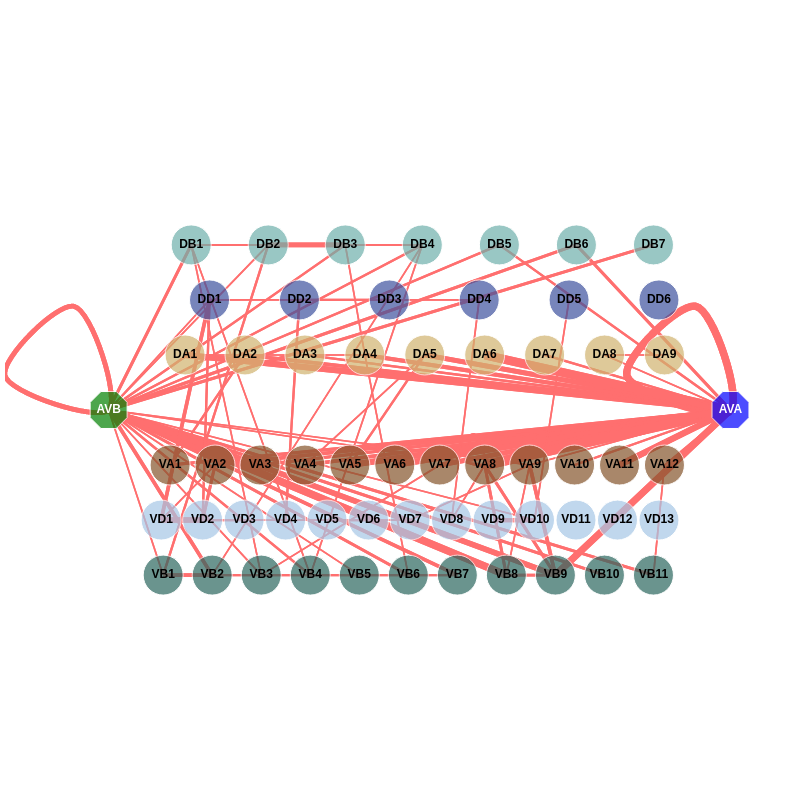 DB1 DB2 DB3 DB4 DB5 DB6 DB7
DD1 DD2 DD3 DD4 DD5 DD6
DA1 DA2 DA3 DA4 DA5 DA6 DA7 DA8 DA9
AVB AVA
VA1 VA2 VA3 VA4 VA5 VA6 VA7 VA8 VA9 VA10 VA11 VA12
VD1 VD2 VD3 VD4 VD5 VD6 VD7 VD8 VD9 VD10 VD11 VD12 VD13
VB1 VB2 VB3 VB4 VB5 VB6 VB7 VB8 VB9 VB10 VB11